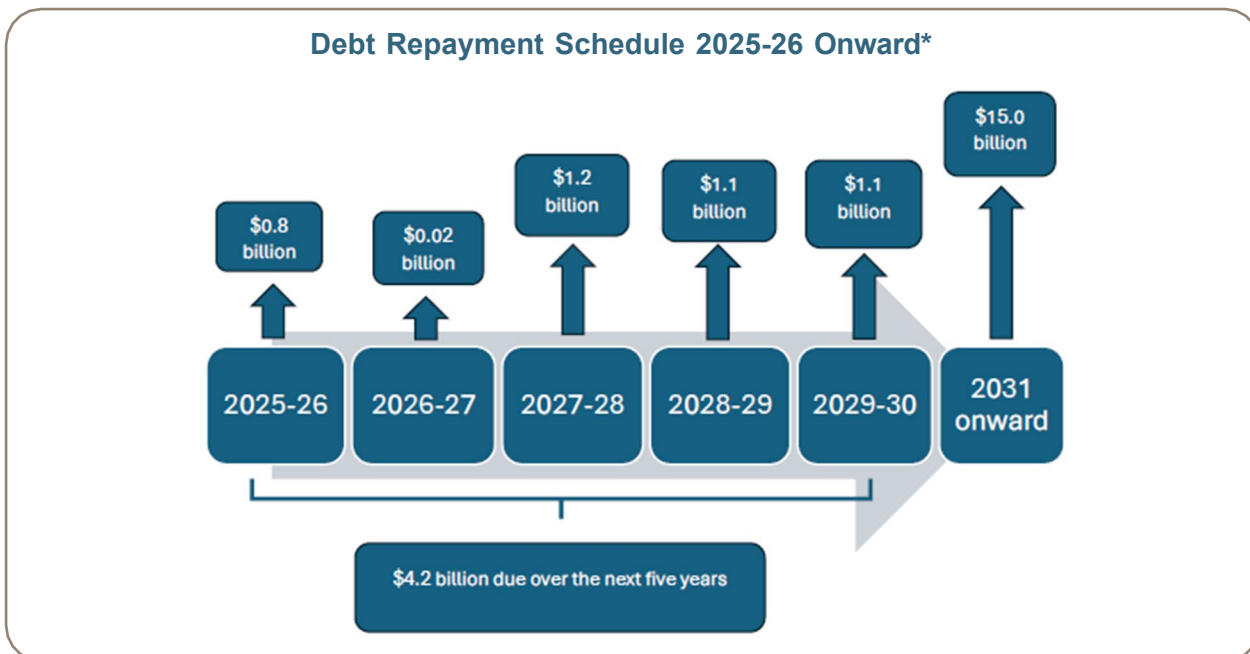 Debt Repayment Schedule 2025-26 Onward*
$15.0
billion
$1.2
billion
$1.1
billion
$1.1
billion
$0.8
billion
$0.02
billion
2025-26
2026-27
2027-28
2028-29
2029-30
2031
onward
$4.2 billion due over the next five years